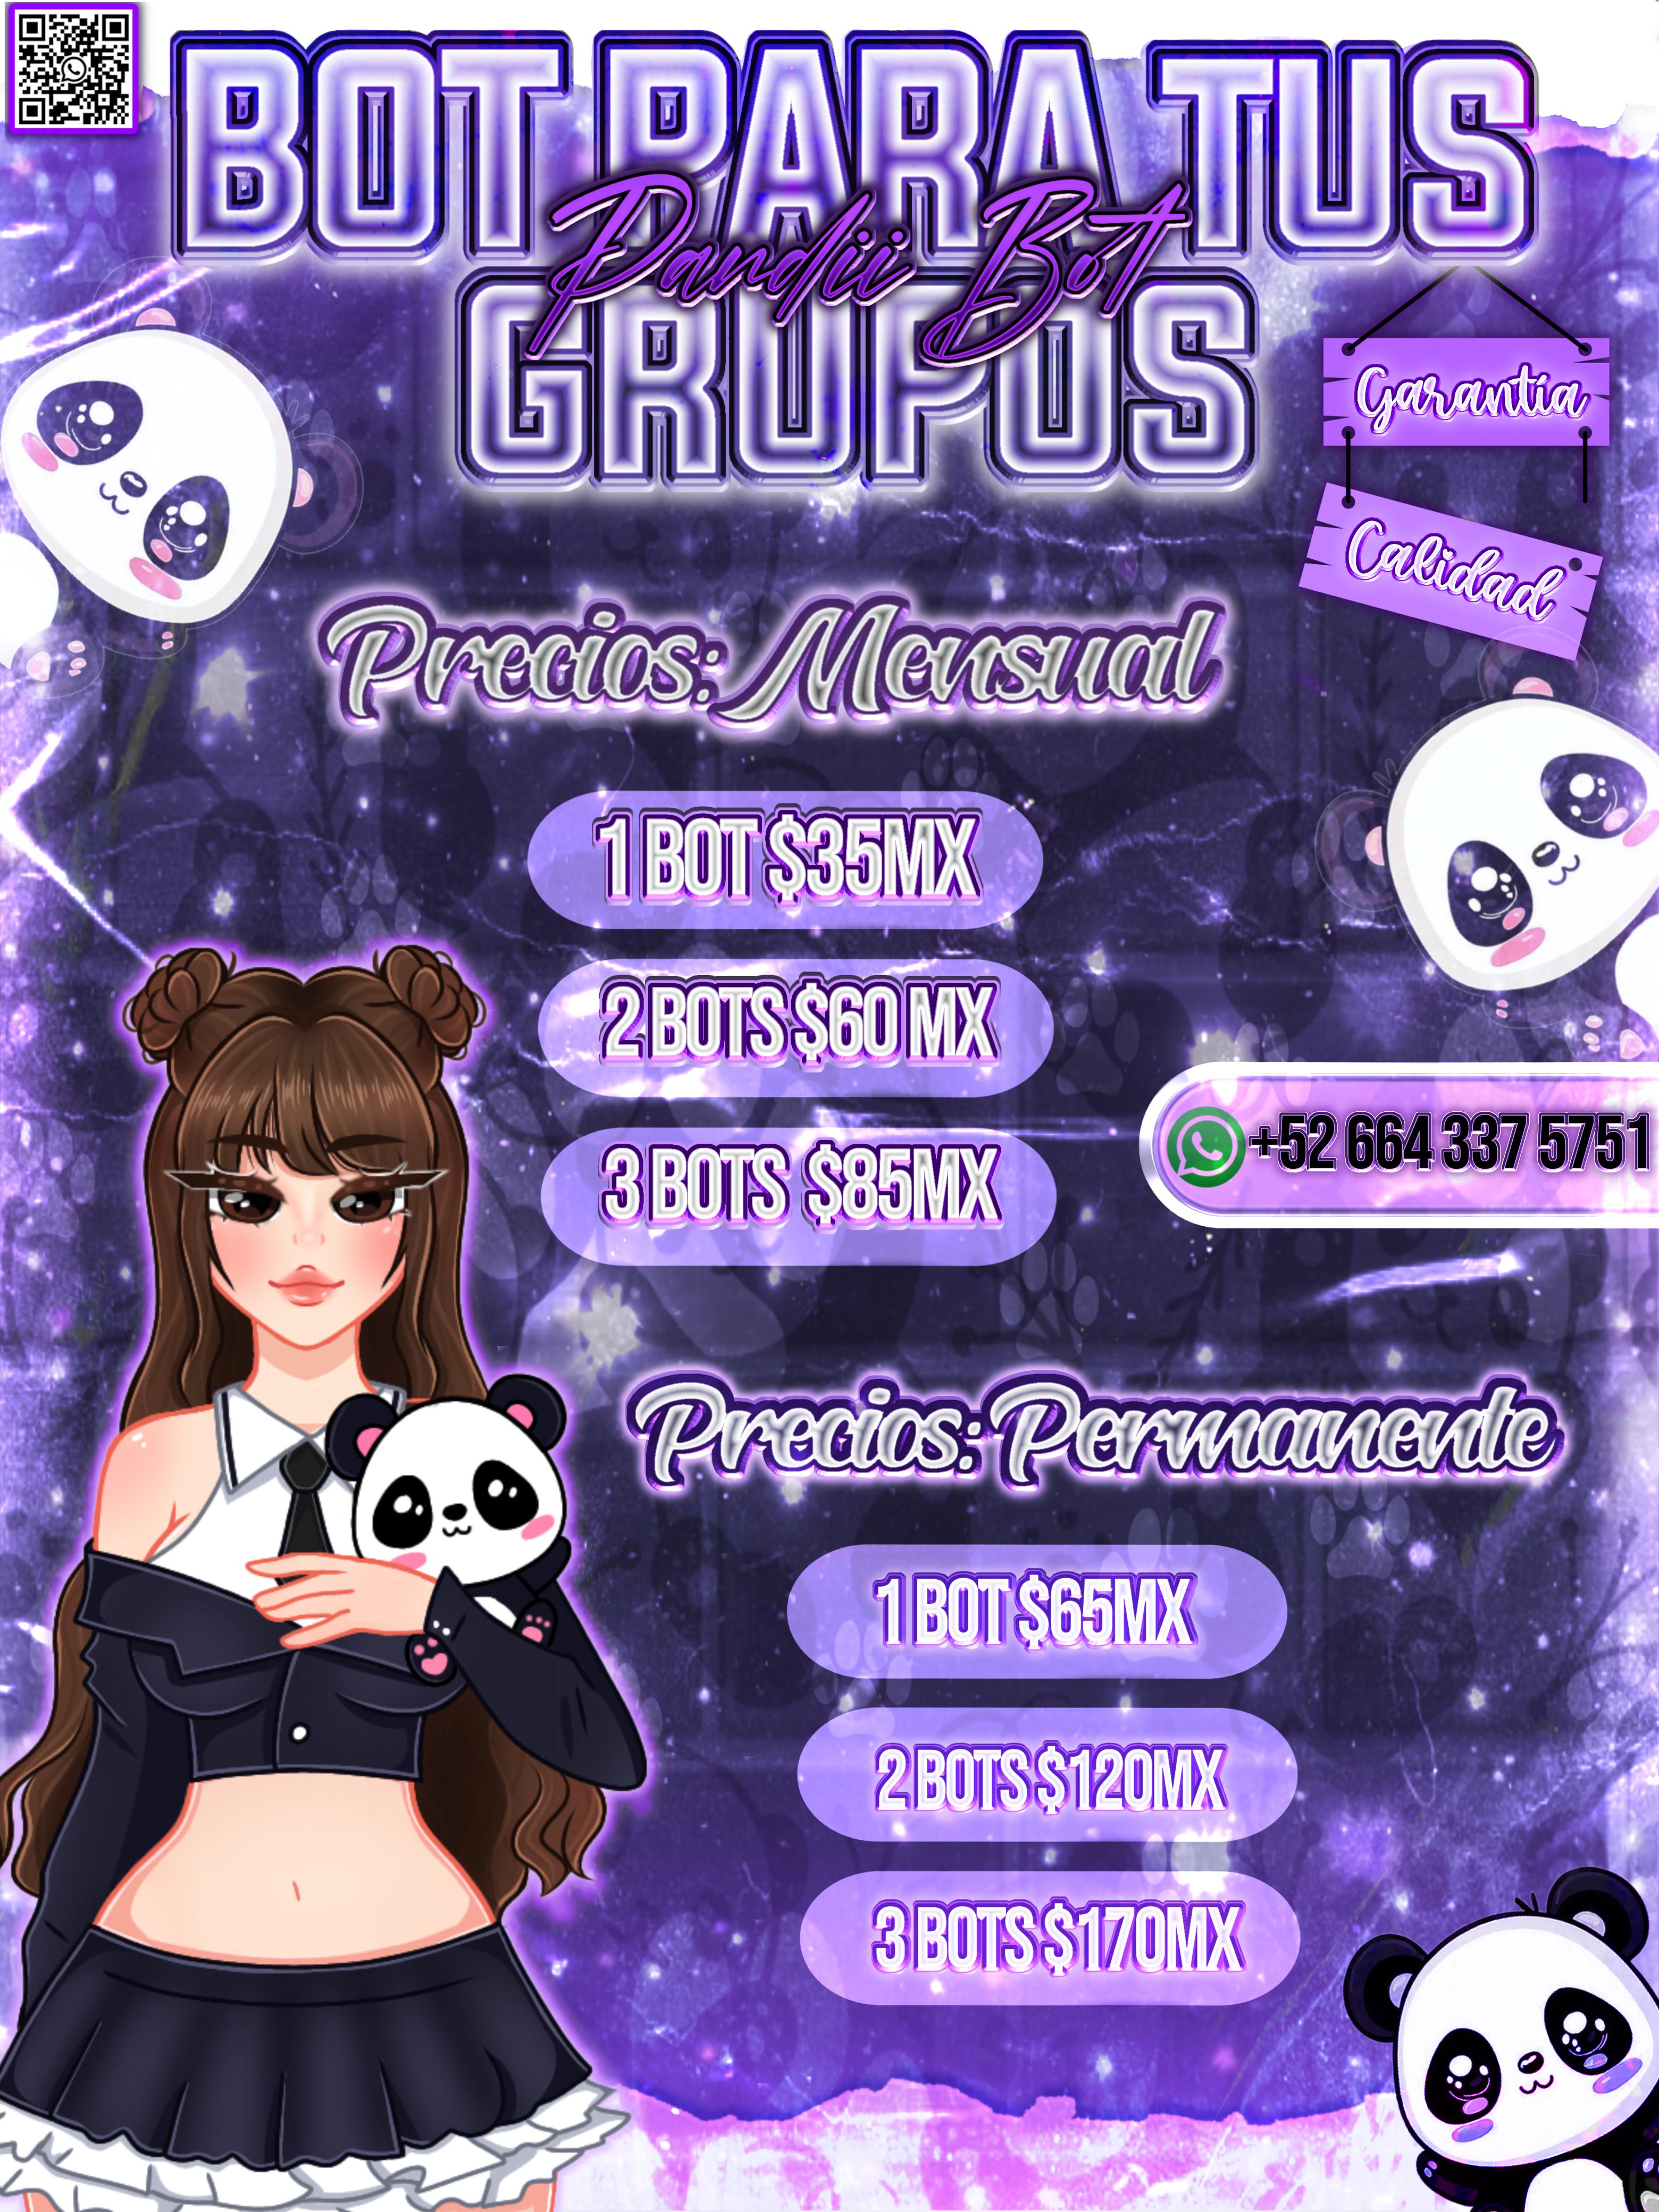 BOT PARA TUS
Pandii Bot
GRUPOS
Garantía
Calidad
Precios: Mensual
1 BOT $35MX
2 BOTS $60 MX
3 BOTS $85MX
+52 664 337 5751
Precios: Permanente
1 BOT $65MX
2 BOTS $120MX
3 BOTS $170MX